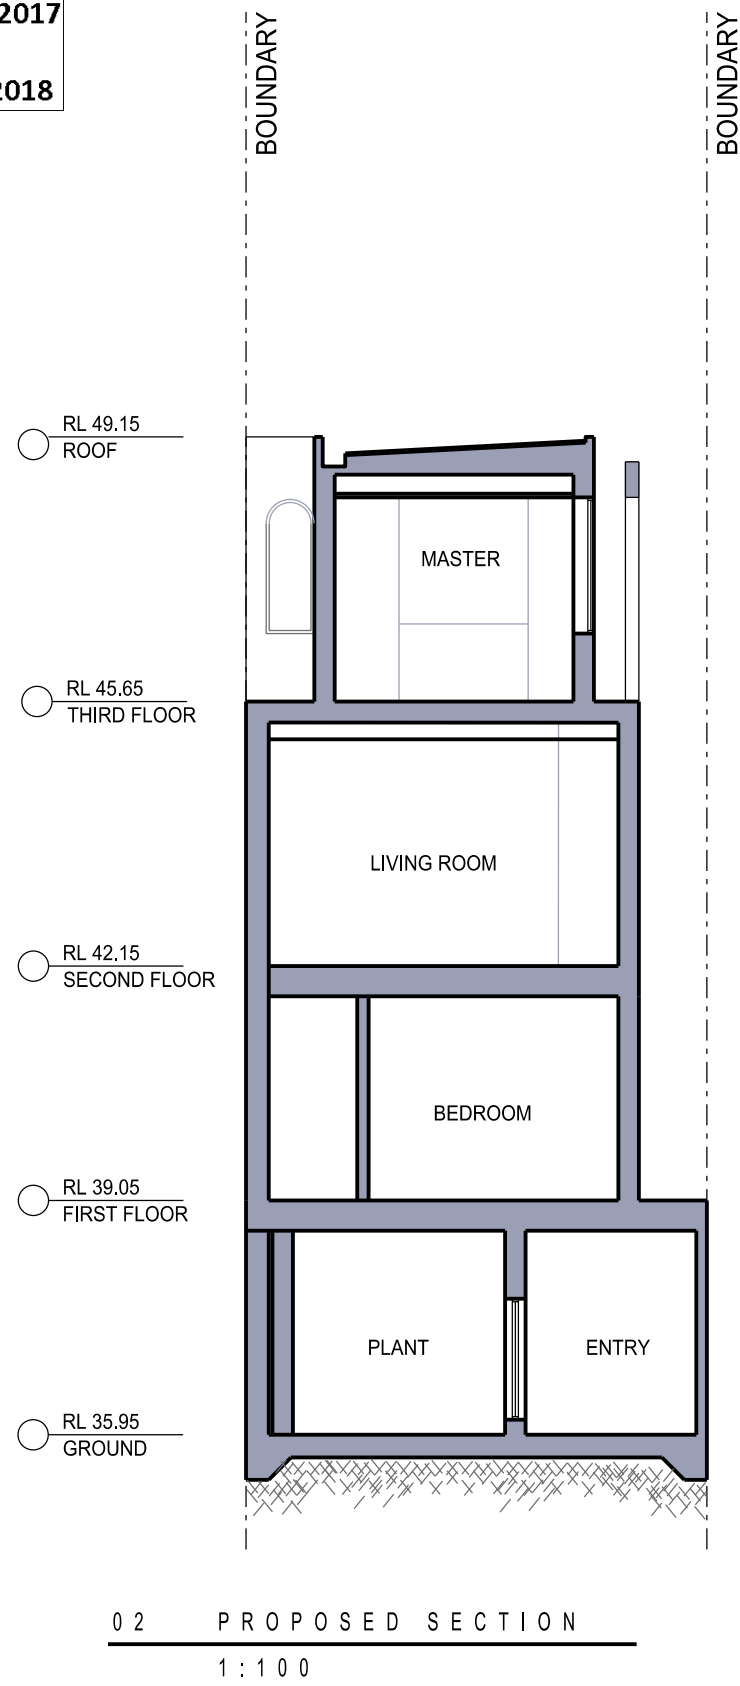 2017
2018
BOUNDARY
BOUNDARY
RL 49.15
ROOF
MASTER
RL 45.65
THIRD FLOOR
LIVING ROOM
RL 42.15
SECOND FLOOR
BEDROOM
RL 39.05
FIRST FLOOR
PLANT
ENTRY
RL 35.95
GROUND
02 PROPOSED SECTION
1:100